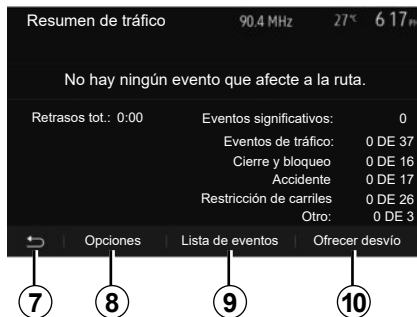 Resumen de tráfico 90.4 MHz 27℃ 6 17 PM
No hay ningún evento que afecte a la ruta.
Retrasos tot.: 0:00 Eventos significativos: 0
Eventos de tráfico: 0 DE 37
Cierre y bloqueo 0 DE 16
Accidente 0 DE 17
Restricción de carriles 0 DE 26
Otro: 0 DE 3
Opciones Lista de eventos Ofrecer desvío
7 8 9 10